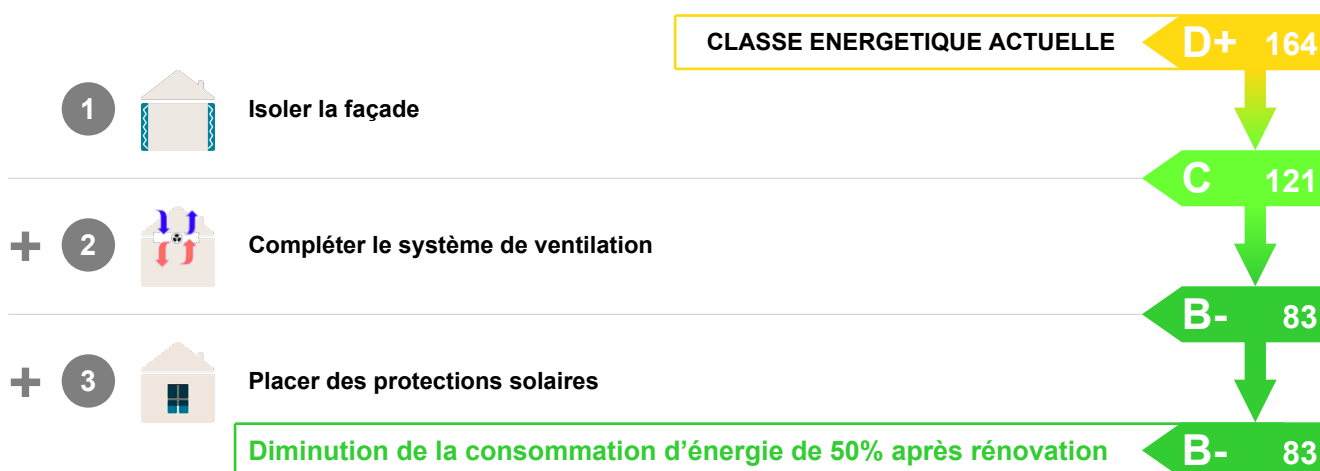 CLASSE ENERGETIQUE ACTUELLE D+ 164
1 Isoler la façade
C 121
+ 2 Compléter le système de ventilation
B- 83
+ 3 Placer des protections solaires
Diminution de la consommation d’énergie de 50% après rénovation B- 83